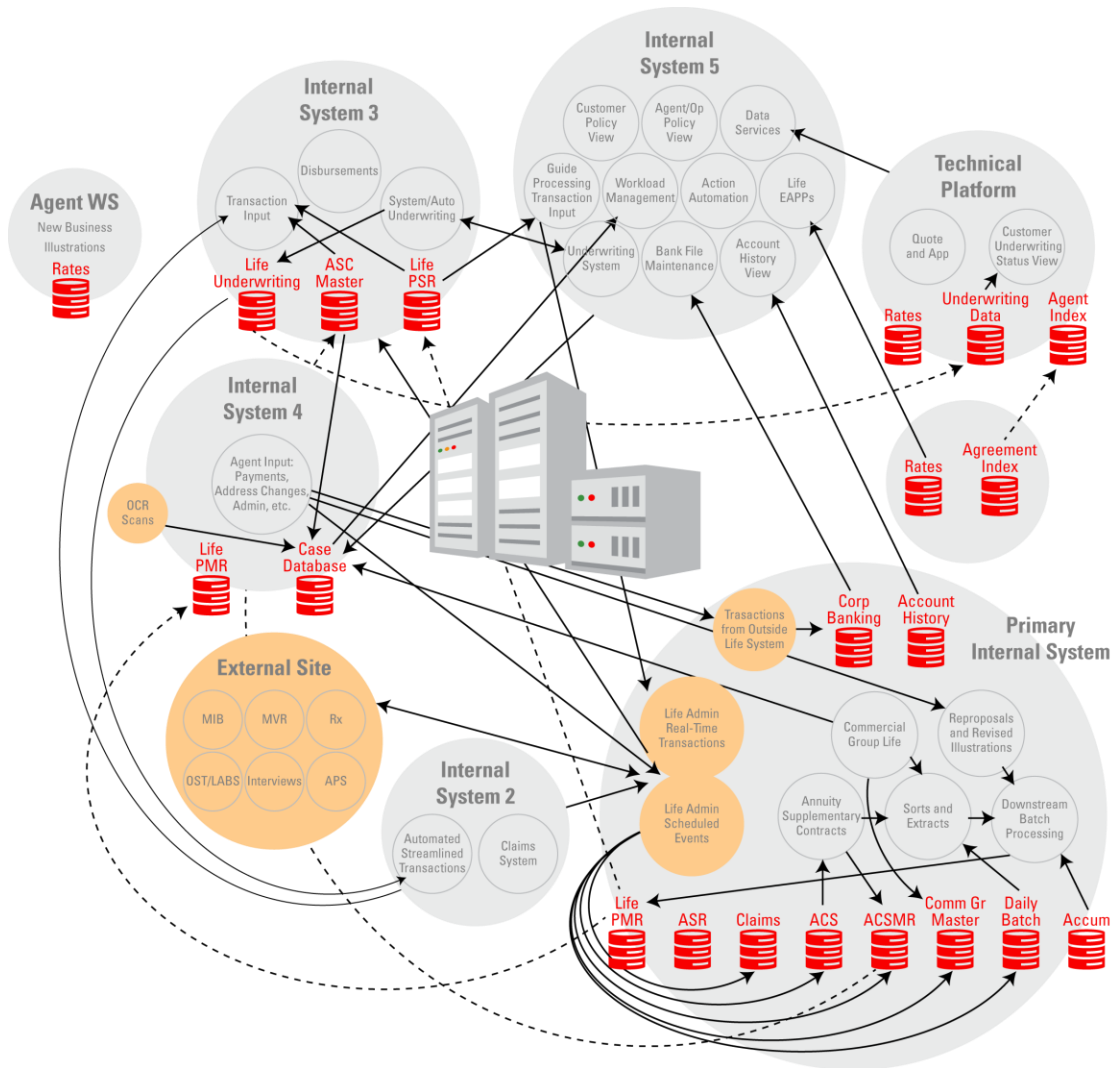 Internal
System 5
Customer
Policy
View
Agent/Op
Policy
View
Data
Services
Guide
Processing
Transaction
Input
Workload
Management
Action
Automation
Life
EAPPs
Underwriting
System
Bank File
Maintenance
Account
History
View
Internal
System 3
Disbursements
Transaction
Input
System/Auto
Underwriting
Life
Underwriting
ASC
Master
Life
PSR
Agent WS
New Business
Illustrations
Rates
Technical
Platform
Quote
and App
Customer
Underwriting
Status View
Rates
Underwriting
Data
Agent
Index
Rates
Agreement
Index
Internal
System 4
Agent Input:
Payments,
Address Changes,
Admin, etc.
OCR
Scans
Life
PMR
Case
Database
External Site
MIB
MVR
Rx
OST/LABS
Interviews
APS
Internal
System 2
Automated
Streamlined
Transactions
Claims
System
Primary
Internal System
Trasactions
from Outside
Life System
Corp
Banking
Account
History
Life Admin
Real-Time
Transactions
Commercial
Group Life
Reproposals
and Revised
Illustrations
Life Admin
Scheduled
Events
Annuity
Supplementary
Contracts
Sorts and
Extracts
Downstream
Batch
Processing
Life
PMR
ASR
Claims
ACS
ACSMR
Comm Gr
Master
Daily
Batch
Accum